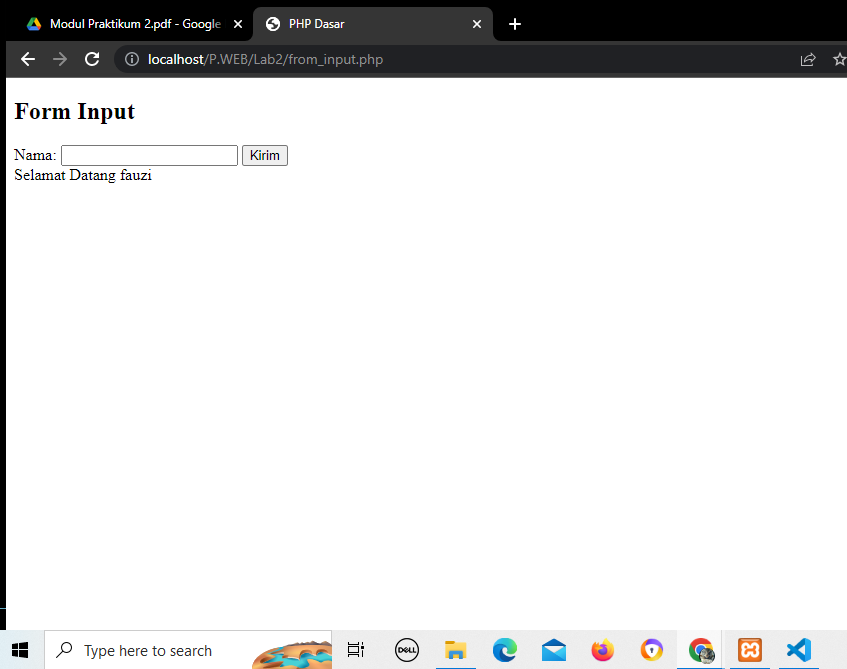 Modul Praktikum 2.pdf - Google
PHP Dasar
localhost/P.WEB/Lab2/from_input.php
Form Input
Nama:
Kirim
Selamat Datang fauzi
Type here to search
DELL